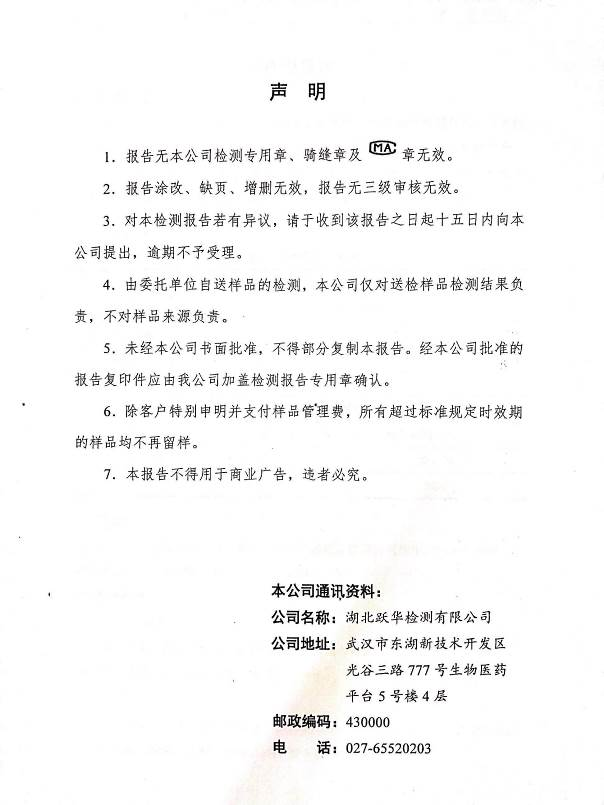 声 明
1．报告无本公司检测专用章、骑缝章及 MA 章无效。
2．报告涂改、缺页、增删无效，报告无三级审核无效。
3．对本检测报告若有异议，请于收到该报告之日起十五日内向本
公司提出，逾期不予受理。
4．由委托单位自送样品的检测，本公司仅对送检样品检测结果负
责，不对样品来源负责。
5．未经本公司书面批准，不得部分复制本报告。经本公司批准的
报告复印件应由我公司加盖检测报告专用章确认。
6．除客户特别申明并支付样品管理费，所有超过标准规定时效期
的样品均不再留样。
7．本报告不得用于商业广告，违者必究。
本公司通讯资料：
公司名称：湖北跃华检测有限公司
公司地址：武汉市东湖新技术开发区
光谷三路 777 号生物医药
平台 5 号楼 4 层
邮政编码：430000
电 话：027-65520203